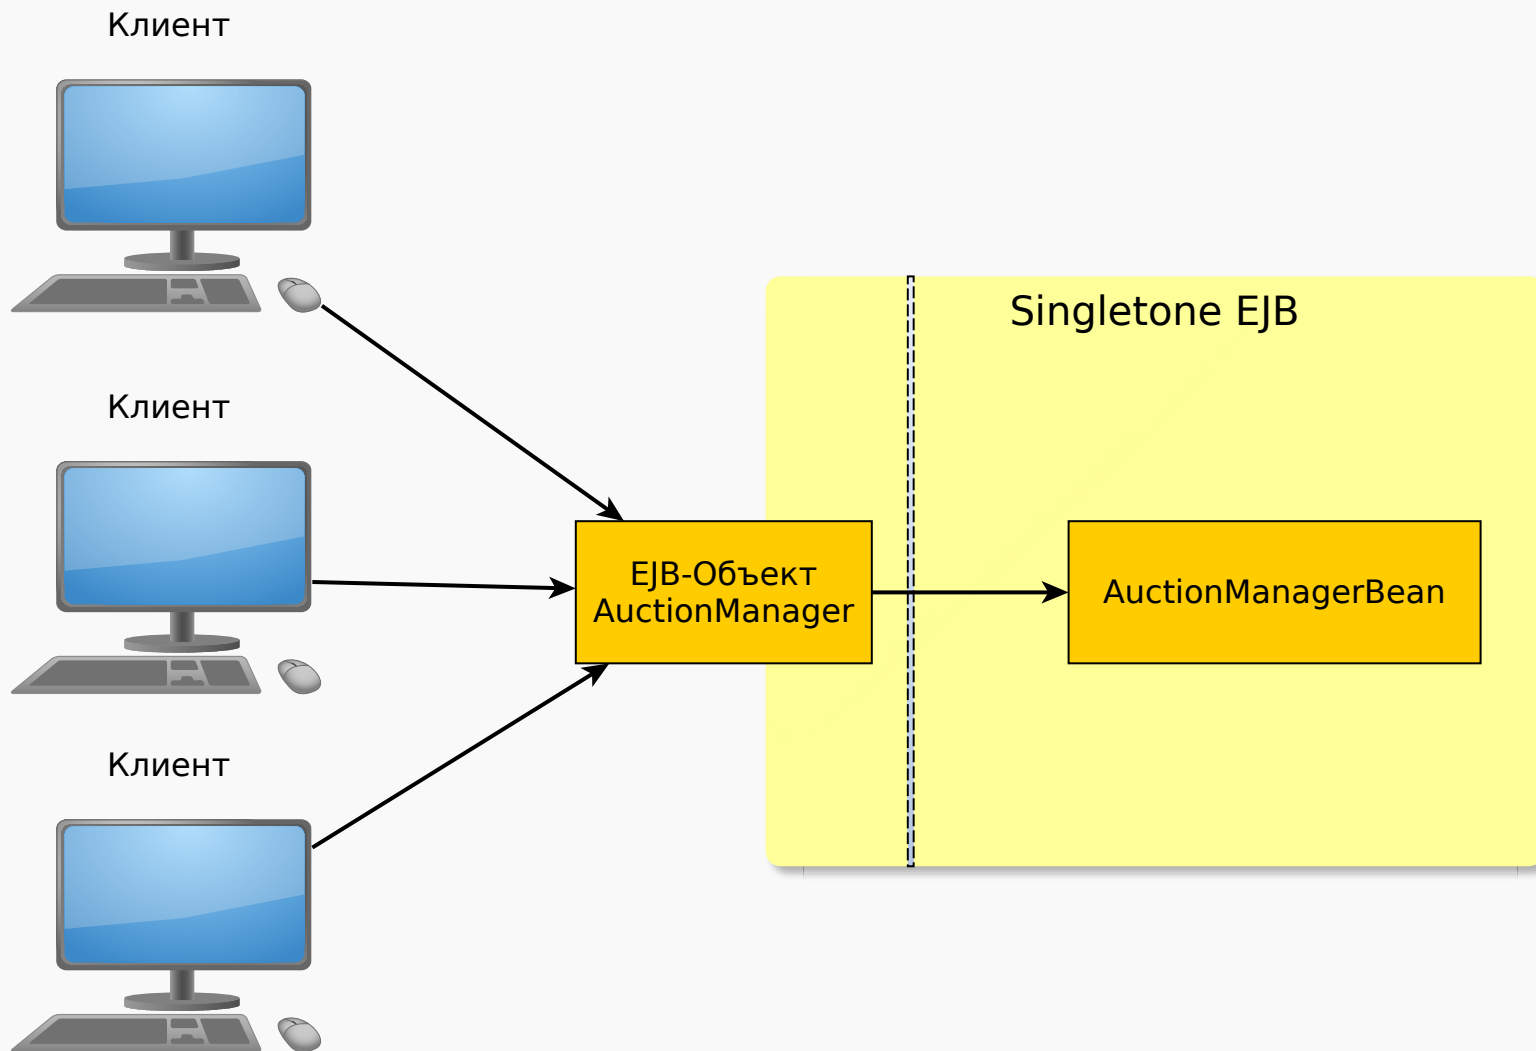 Клиент
Singletone EJB
Клиент
EJB-Объект
AuctionManager
AuctionManagerBean
Клиент